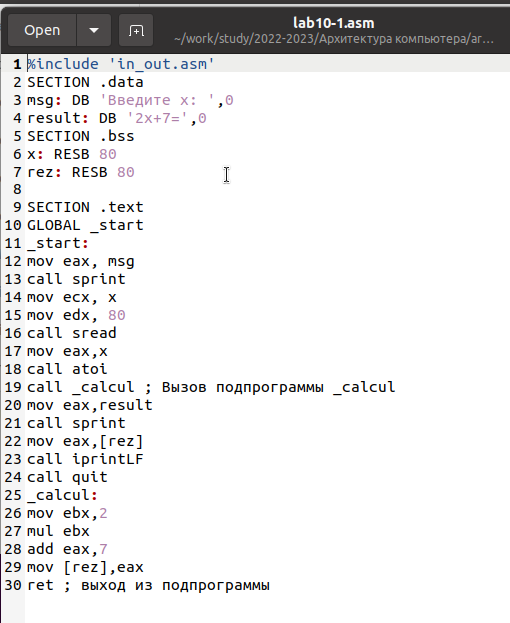 Open
lab10-1.asm
~/work/study/2022-2023/Архитектура компьютера/ar...
1 %include 'in_out.asm'
2 SECTION .data
3 msg: DB 'Введите x: ',0
4 result: DB '2x+7=',0
5 SECTION .bss
6 x: RESB 80
7 rez: RESB 80
8
9 SECTION .text
10 GLOBAL _start
11 _start:
12 mov eax, msg
13 call sprint
14 mov ecx, x
15 mov edx, 80
16 call sread
17 mov eax,x
18 call atoi
19 call _calcul ; Вызов подпрограммы _calcul
20 mov eax,result
21 call sprint
22 mov eax,[rez]
23 call iprintLF
24 call quit
25 _calcul:
26 mov ebx,2
27 mul ebx
28 add eax,7
29 mov [rez],eax
30 ret ; выход из подпрограммы